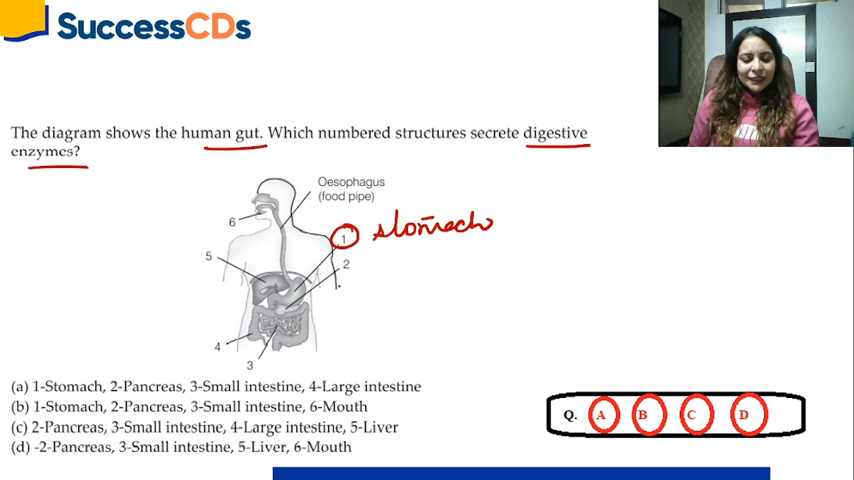 SuccessCDs
The diagram shows the human gut. Which numbered structures secrete digestive
enzymes?
Oesophagus
(food pipe)
6
1 stomach
5
2
4
3
(a) 1-Stomach, 2-Pancreas, 3-Small intestine, 4-Large intestine
(b) 1-Stomach, 2-Pancreas, 3-Small intestine, 6-Mouth
(c) 2-Pancreas, 3-Small intestine, 4-Large intestine, 5-Liver
(d) -2-Pancreas, 3-Small intestine, 5-Liver, 6-Mouth
Q. A B C D